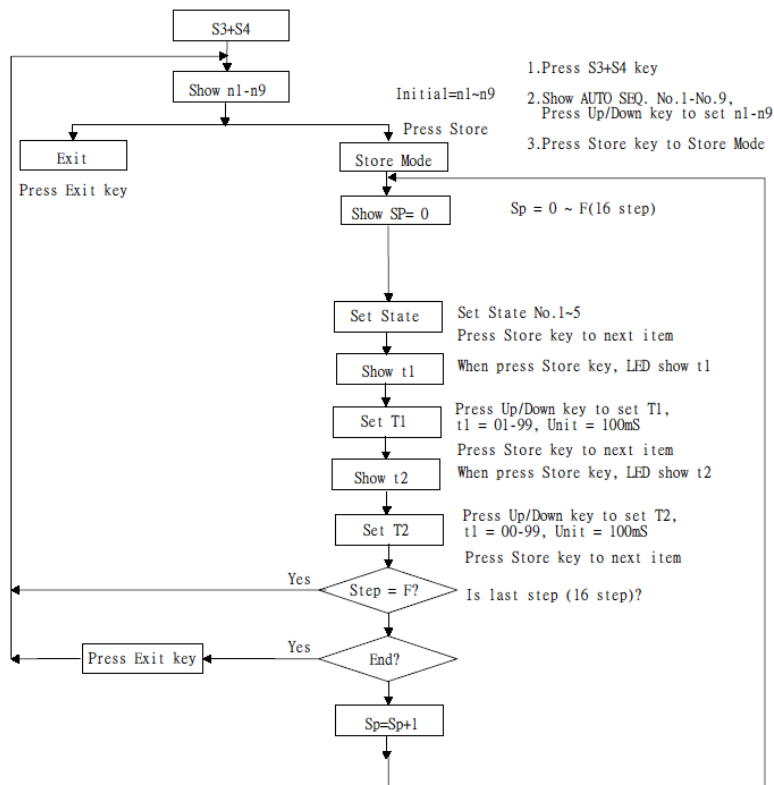 S3+S4
Show n1-n9
Initial=n1~n9
1.Press S3+S4 key
2.Show AUTO SEQ. No.1-No.9,
Press Up/Down key to set n1-n9
3.Press Store key to Store Mode
Press Store
Exit
Press Exit key
Store Mode
Show SP= 0
Sp = 0 ~ F(16 step)
Set State
Set State No.1~5
Press Store key to next item
Show t1
When press Store key, LED show t1
Set T1
Press Up/Down key to set T1,
t1 = 01-99, Unit = 100mS
Press Store key to next item
Show t2
When press Store key, LED show t2
Set T2
Press Up/Down key to set T2,
t1 = 00-99, Unit = 100mS
Press Store key to next item
Yes
Step = F?
Is last step (16 step)?
Yes
Press Exit key
End?
Sp=Sp+1